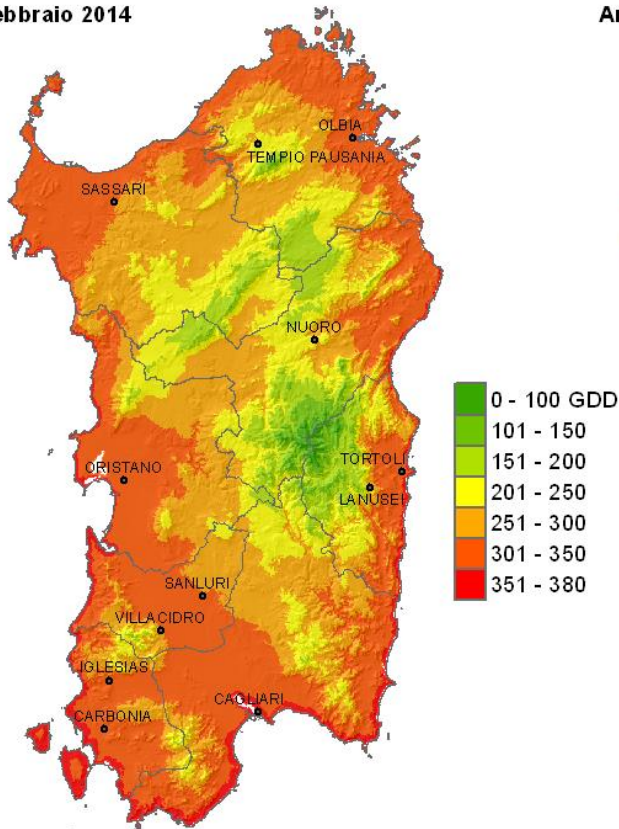 ebbraio 2014
Ar
OLBIA
TEMPIO PAUSANIA
SASSARI
NUORO
0 - 100 GDD
101 - 150
151 - 200
201 - 250
251 - 300
301 - 350
351 - 380
TORTOLI
ORISTANO
LANUSEI
SANLURI
VILLACIDRO
IGLESIAS
CAGLIARI
CARBONIA